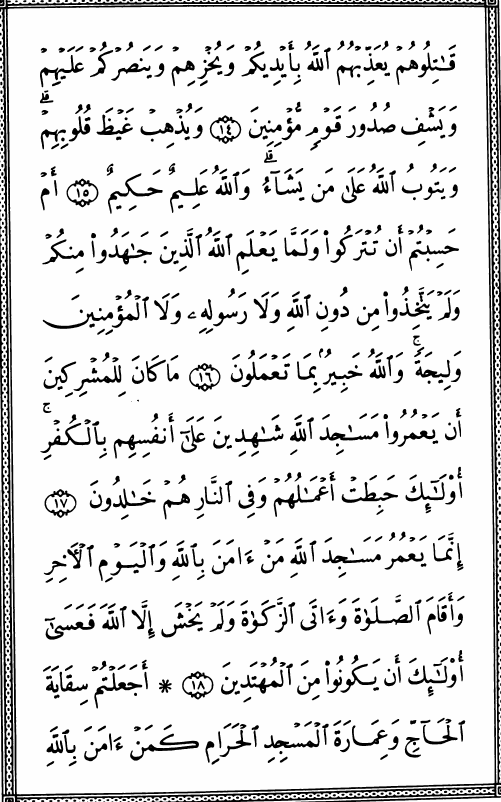 قَٰتِلُوهُمْ يُعَذِّبْهُمُ ٱللَّهُ بِأَيْدِيكُمْ وَيُخْزِهِمْ وَيَنصُرْكُمْ عَلَيْهِمْ
وَيَشْفِ صُدُورَ قَوْمٍ مُّؤْمِنِينَ ١٤ وَيُذْهِبْ غَيْظَ قُلُوبِهِمْۗ
وَيَتُوبُ ٱللَّهُ عَلَىٰ مَن يَشَآءُۗ وَٱللَّهُ عَلِيمٌ حَكِيمٌ ١٥ أَمْ
حَسِبْتُمْ أَن تُتْرَكُوا۟ وَلَمَّا يَعْلَمِ ٱللَّهُ ٱلَّذِينَ جَٰهَدُوا۟ مِنكُمْ
وَلَمْ يَتَّخِذُوا۟ مِن دُونِ ٱللَّهِ وَلَا رَسُولِهِۦ وَلَا ٱلْمُؤْمِنِينَ
وَلِيجَةًۚ وَٱللَّهُ خَبِيرٌۢ بِمَا تَعْمَلُونَ ١٦ مَا كَانَ لِلْمُشْرِكِينَ
أَن يَعْمُرُوا۟ مَسَٰجِدَ ٱللَّهِ شَٰهِدِينَ عَلَىٰٓ أَنفُسِهِم بِٱلْكُفْرِۚ
أُو۟لَٰٓئِكَ حَبِطَتْ أَعْمَٰلُهُمْ وَفِى ٱلنَّارِ هُمْ خَٰلِدُونَ ١٧
إِنَّمَا يَعْمُرُ مَسَٰجِدَ ٱللَّهِ مَنْ ءَامَنَ بِٱللَّهِ وَٱلْيَوْمِ ٱلْأَخِرِ
وَأَقَامَ ٱلصَّلَوٰةَ وَءَاتَى ٱلزَّكَوٰةَ وَلَمْ يَخْشَ إِلَّا ٱللَّهَ فَعَسَىٰٓ
أُو۟لَٰٓئِكَ أَن يَكُونُوا۟ مِنَ ٱلْمُهْتَدِينَ ١٨ * أَجَعَلْتُمْ سِقَايَةَ
ٱلْحَآجِّ وَعِمَارَةَ ٱلْمَسْجِدِ ٱلْحَرَامِ كَمَنْ ءَامَنَ بِٱللَّهِ